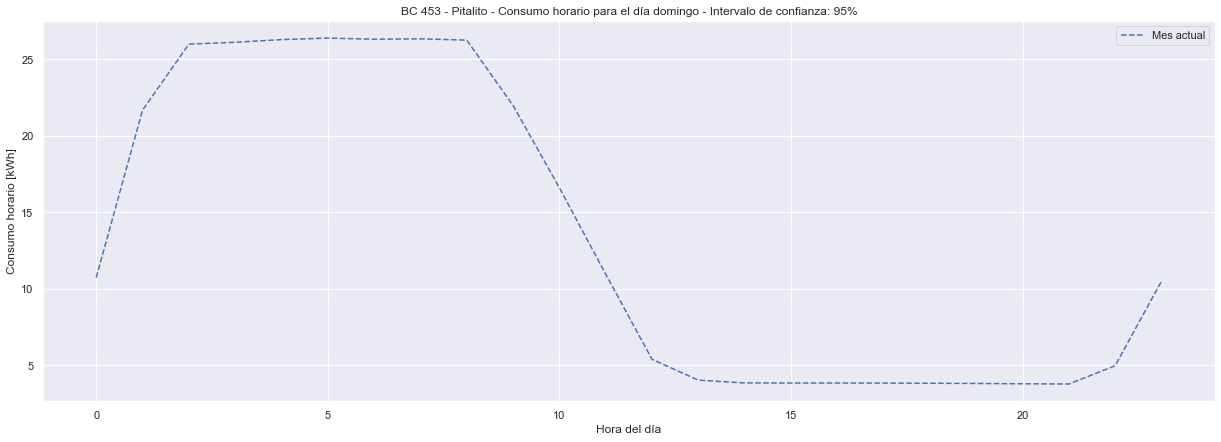 BC 453 - Pitalito - Consumo horario para el día domingo - Intervalo de confianza: 95%
Mes actual
Consumo horario [kWh]
25
20
15
10
5
0 5 10 15 20
Hora del día